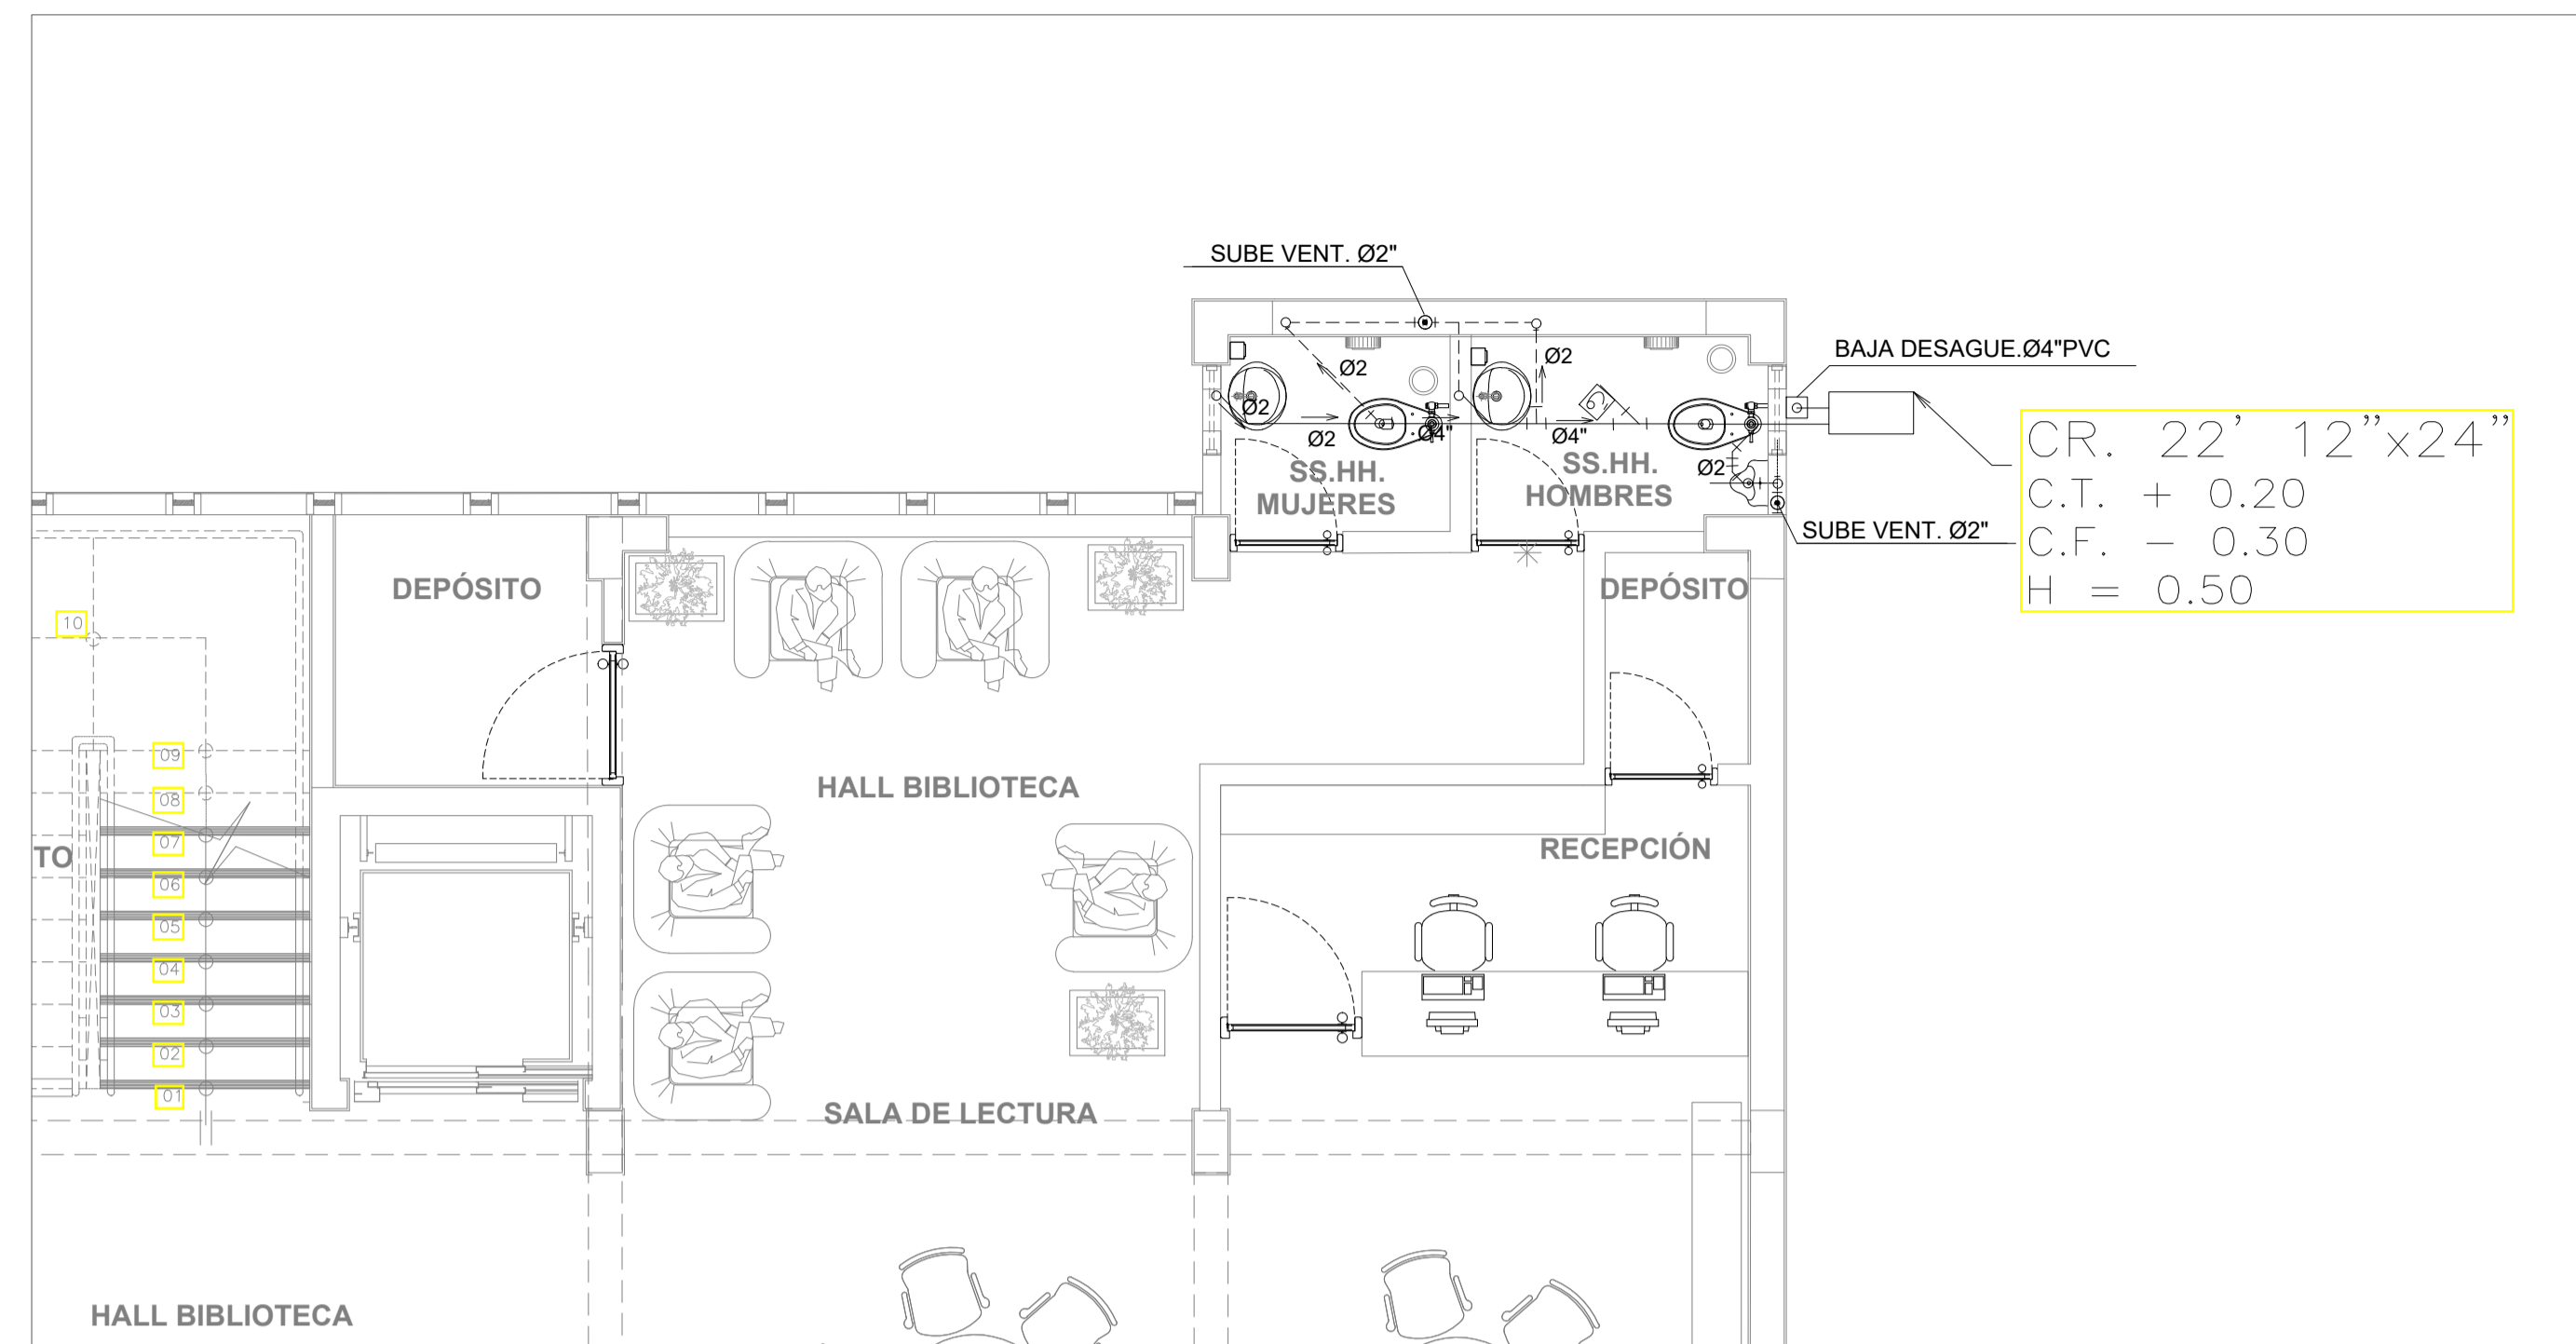 SUBE VENT. Ø2"
BAJA DESAGUE.Ø4"PVC
Ø2
Ø2
Ø2
Ø2
Ø4"
Ø4"
Ø2
CR. 22' 12"x24"
C.T. + 0.20
C.F. - 0.30
H = 0.50
SS.HH.
MUJERES
SS.HH.
HOMBRES
SUBE VENT. Ø2"
DEPÓSITO
DEPÓSITO
10
09
08
07
06
05
04
03
02
01
TO
HALL BIBLIOTECA
RECEPCIÓN
SALA DE LECTURA
HALL BIBLIOTECA